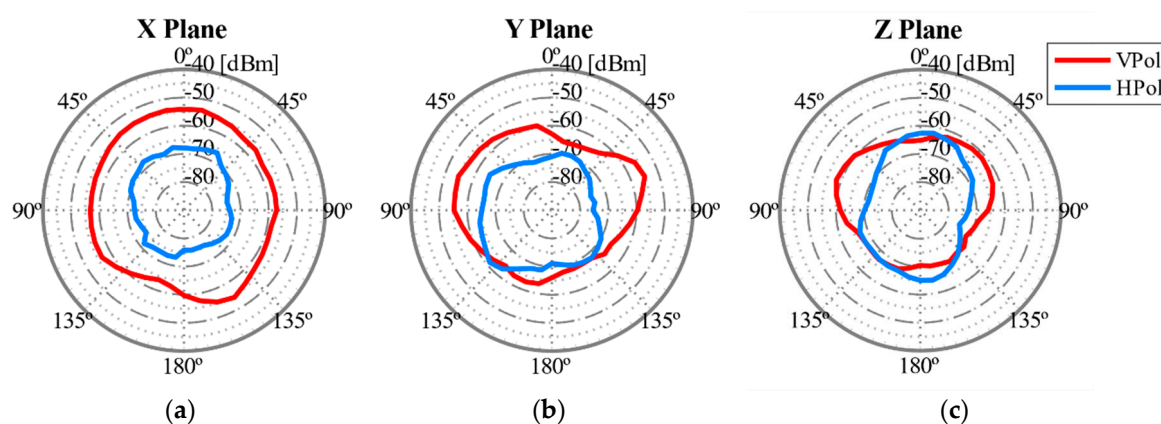 X Plane
0º
-40 [dBm]
-50
-60
-70
-80
45º
45º
90º
90º
135º
135º
180º
(a)
Y Plane
0º
-40 [dBm]
-50
-60
-70
-80
45º
45º
90º
90º
135º
135º
180º
(b)
Z Plane
0º
-40 [dBm]
-50
-60
-70
-80
45º
45º
90º
90º
135º
135º
180º
(c)
VPol
HPol